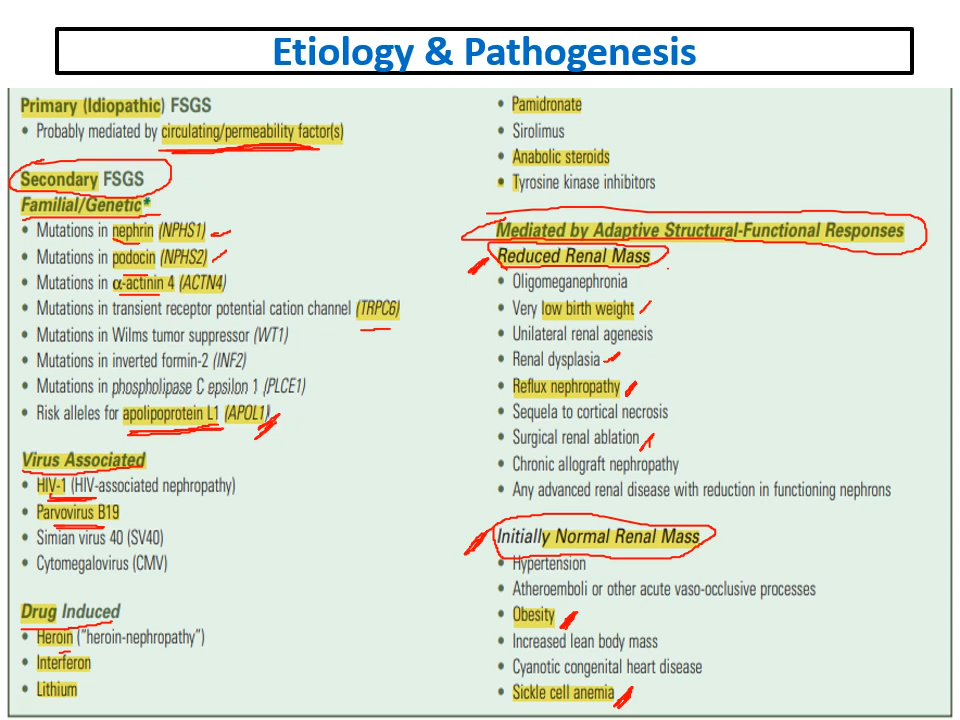 Etiology & Pathogenesis
Primary (Idiopathic) FSGS
• Probably mediated by circulating/permeability factor(s)
Secondary FSGS
Familial/Genetic*
• Mutations in nephrin (NPHS1)
• Mutations in podocin (NPHS2)
• Mutations in α-actinin 4 (ACTN4)
• Mutations in transient receptor potential cation channel (TRPC6)
• Mutations in Wilms tumor suppressor (WT1)
• Mutations in inverted formin-2 (INF2)
• Mutations in phospholipase C epsilon 1 (PLCE1)
• Risk alleles for apolipoprotein L1 (APOL1)
Virus Associated
• HIV-1 (HIV-associated nephropathy)
• Parvovirus B19
• Simian virus 40 (SV40)
• Cytomegalovirus (CMV)
Drug Induced
• Heroin ("heroin-nephropathy")
• Interferon
• Lithium
• Pamidronate
• Sirolimus
• Anabolic steroids
• Tyrosine kinase inhibitors
Mediated by Adaptive Structural-Functional Responses
Reduced Renal Mass
• Oligomeganephronia
• Very low birth weight
• Unilateral renal agenesis
• Renal dysplasia
• Reflux nephropathy
• Sequela to cortical necrosis
• Surgical renal ablation
• Chronic allograft nephropathy
• Any advanced renal disease with reduction in functioning nephrons
Initially Normal Renal Mass
• Hypertension
• Atheroemboli or other acute vaso-occlusive processes
• Obesity
• Increased lean body mass
• Cyanotic congenital heart disease
• Sickle cell anemia